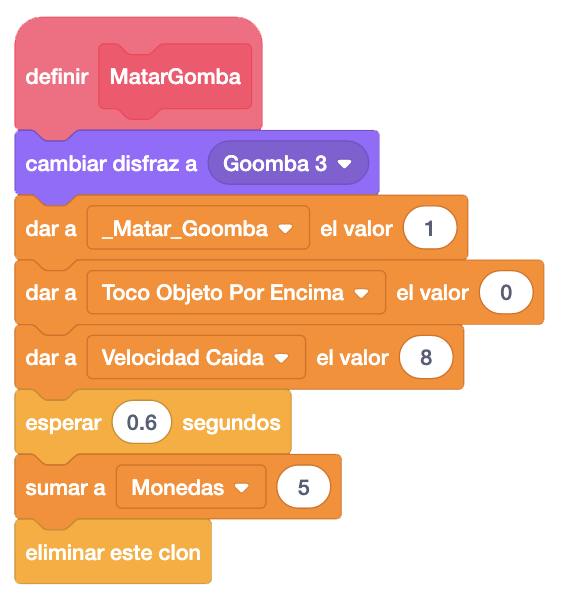 definir MatarGomba
cambiar disfraz a Goomba 3
dar a _Matar_Goomba el valor 1
dar a Toco Objeto Por Encima el valor 0
dar a Velocidad Caida el valor 8
esperar 0.6 segundos
sumar a Monedas 5
eliminar este clon